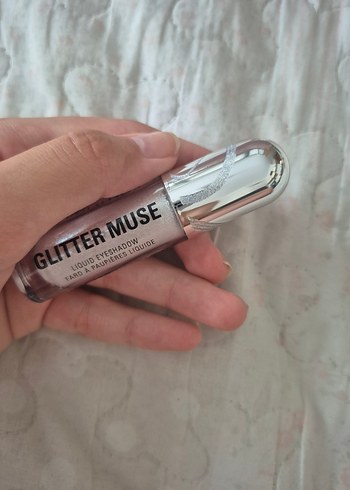 GLITTER MUSE
LIQUID EYESHADOW
FARD À PAUPIÈRES LIQUIDE